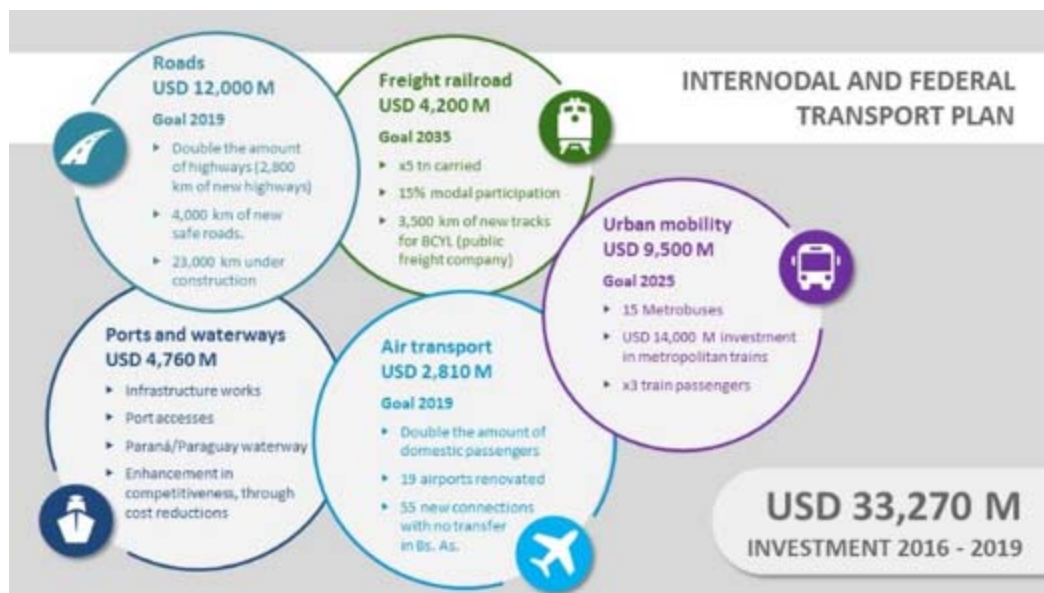 INTERNODAL AND FEDERAL
TRANSPORT PLAN
Roads
USD 12,000 M
Goal 2019
Double the amount
of highways (2,800
km of new highways)
4,000 km of new
safe roads.
23,000 km under
construction
Freight railroad
USD 4,200 M
Goal 2035
x5 tn carried
15% modal participation
3,500 km of new tracks
for BCYL (public
freight company)
Urban mobility
USD 9,500 M
Goal 2025
15 Metrobuses
USD 14,000 M investment
in metropolitan trains
x3 train passengers
Ports and waterways
USD 4,760 M
Infrastructure works
Port accesses
Paraná/Paraguay waterway
Enhancement in
competitiveness, through
cost reductions
Air transport
USD 2,810 M
Goal 2019
Double the amount of
domestic passengers
19 airports renovated
55 new connections
with no transfer
in Bs. As.
USD 33,270 M
INVESTMENT 2016 - 2019